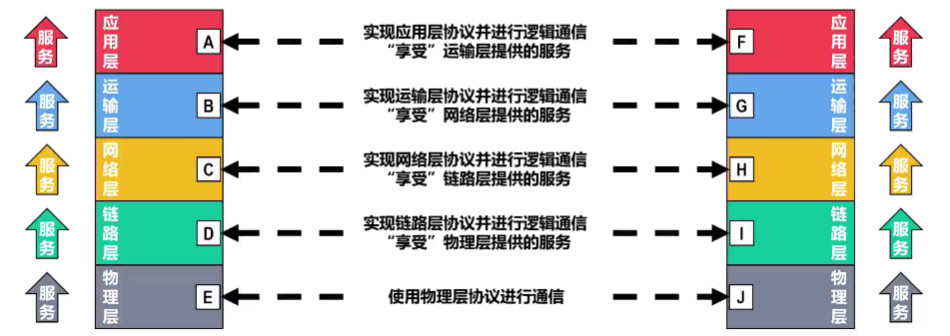 服务 应用层 A 实现应用层协议并进行逻辑通信 F 应用层 服务
“享受”运输层提供的服务
服务 运输层 B 实现运输层协议并进行逻辑通信 G 运输层 服务
“享受”网络层提供的服务
服务 网络层 C 实现网络层协议并进行逻辑通信 H 网络层 服务
“享受”链路层提供的服务
服务 链路层 D 实现链路层协议并进行逻辑通信 I 链路层 服务
“享受”物理层提供的服务
服务 物理层 E 使用物理层协议进行通信 J 物理层 服务